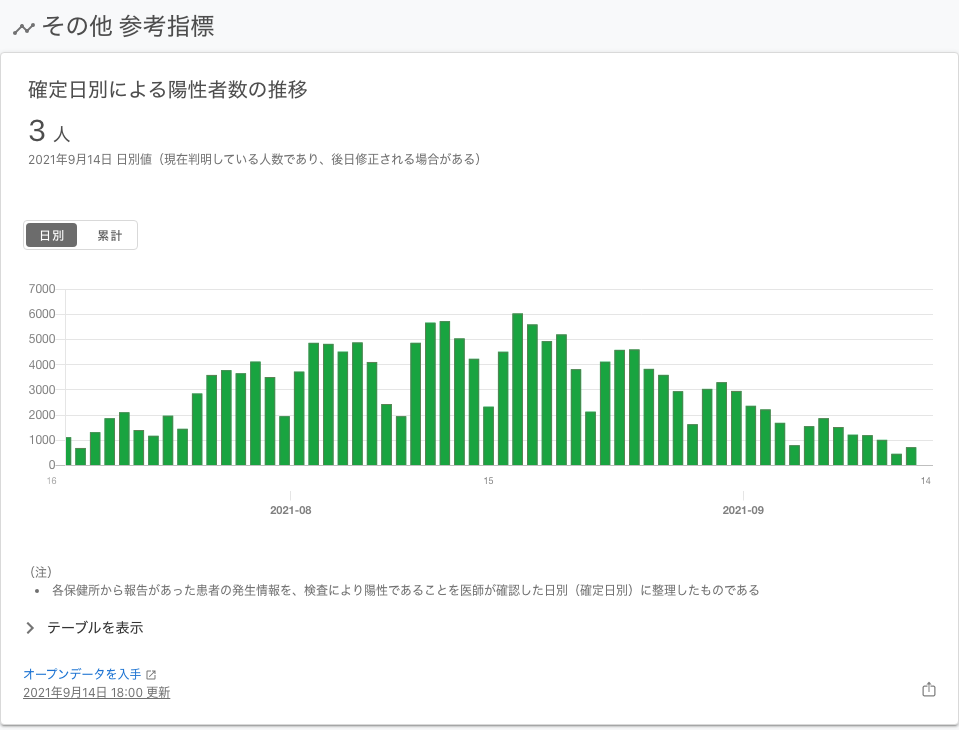 その他 参考指標
確定日別による陽性者数の推移
3 人
2021年9月14日 日別値（現在判明している人数であり、後日修正される場合がある）
日別 累計
7000
6000
5000
4000
3000
2000
1000
0
16 15 14
2021-08 2021-09
（注）
• 各保健所から報告があった患者の発生情報を、検査により陽性であることを医師が確認した日別（確定日別）に整理したものである
テーブルを表示
オープンデータを入手
2021年9月14日 18:00 更新